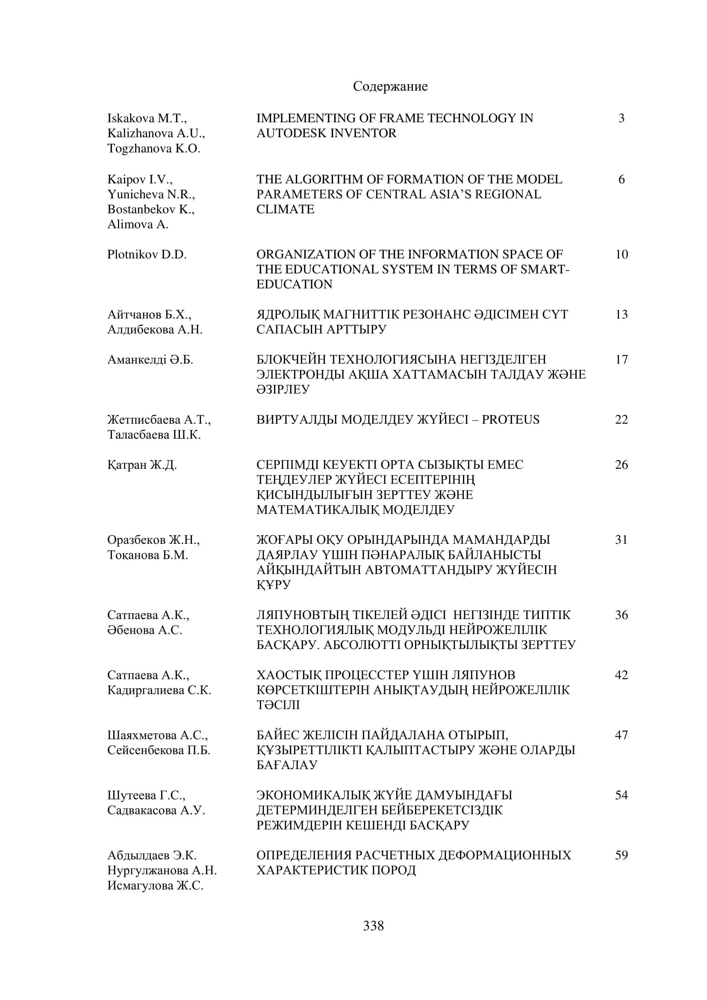 Содержание
Iskakova M.T., IMPLEMENTING OF FRAME TECHNOLOGY IN 3
Kalizhanova A.U., AUTODESK INVENTOR
Togzhanova K.O.
Kaipov I.V., THE ALGORITHM OF FORMATION OF THE MODEL 6
Yunicheva N.R., PARAMETERS OF CENTRAL ASIA’S REGIONAL
Bostanbekov K., CLIMATE
Alimova A.
Plotnikov D.D. ORGANIZATION OF THE INFORMATION SPACE OF 10
THE EDUCATIONAL SYSTEM IN TERMS OF SMART-
EDUCATION
Айтчанов Б.Х., ЯДРОЛЫҚ МАГНИТТІК РЕЗОНАНС ӘДІСІМЕН СҮТ 13
Алдибекова А.Н. САПАСЫН АРТТЫРУ
Аманкелді Ә.Б. БЛОКЧЕЙН ТЕХНОЛОГИЯСЫНА НЕГІЗДЕЛГЕН 17
ЭЛЕКТРОНДЫ АҚША ХАТТАМАСЫН ТАЛДАУ ЖӘНЕ
ӘЗІРЛЕУ
Жетписбаева А.Т., ВИРТУАЛДЫ МОДЕЛДЕУ ЖҮЙЕСІ – PROTEUS 22
Таласбаева Ш.К.
Қатран Ж.Д. СЕРПІМДІ КЕУЕКТІ ОРТА СЫЗЫҚТЫ ЕМЕС 26
ТЕҢДЕУЛЕР ЖҮЙЕСІ ЕСЕПТЕРІНІҢ
ҚИСЫНДЫЛЫҒЫН ЗЕРТТЕУ ЖӘНЕ
МАТЕМАТИКАЛЫҚ МОДЕЛДЕУ
Оразбеков Ж.Н., ЖОҒАРЫ ОҚУ ОРЫНДАРЫНДА МАМАНДАРДЫ 31
Тоқанова Б.М. ДАЯРЛАУ ҮШІН ПӘНАРАЛЫҚ БАЙЛАНЫСТЫ
АЙҚЫНДАЙТЫН АВТОМАТТАНДЫРУ ЖҮЙЕСІН
ҚҰРУ
Сатпаева А.К., ЛЯПУНОВТЫҢ ТІКЕЛЕЙ ӘДІСІ  НЕГІЗІНДЕ ТИПТІК 36
Әбенова А.С. ТЕХНОЛОГИЯЛЫҚ МОДУЛЬДІ НЕЙРОЖЕЛІЛІК
БАСҚАРУ. АБСОЛЮТТІ ОРНЫҚТЫЛЫҚТЫ ЗЕРТТЕУ
Сатпаева А.К., ХАОСТЫҚ ПРОЦЕССТЕР ҮШІН ЛЯПУНОВ 42
Кадиргалиева С.К. КӨРСЕТКІШТЕРІН АНЫҚТАУДЫҢ НЕЙРОЖЕЛІЛІК
ТӘСІЛІ
Шаяхметова А.С., БАЙЕС ЖЕЛІСІН ПАЙДАЛАНА ОТЫРЫП, 47
Сейсенбекова П.Б. ҚҰЗЫРЕТТІЛІКТІ ҚАЛЫПТАСТЫРУ ЖӘНЕ ОЛАРДЫ
БАҒАЛАУ
Шутеева Г.С., ЭКОНОМИКАЛЫҚ ЖҮЙЕ ДАМУЫНДАҒЫ 54
Садвакасова А.У. ДЕТЕРМИНДЕЛГЕН БЕЙБЕРЕКЕТСІЗДІК
РЕЖИМДЕРІН КЕШЕНДІ БАСҚАРУ
Абдылдаев Э.К. ОПРЕДЕЛЕНИЯ РАСЧЕТНЫХ ДЕФОРМАЦИОННЫХ 59
Нургулжанова А.Н. ХАРАКТЕРИСТИК ПОРОД
Исмагулова Ж.С.
338